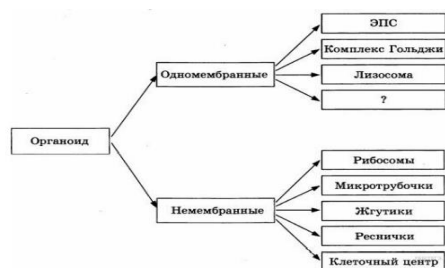 ЭПС
Комплекс Гольджи
Одномембранные
Лизосома
?
Органоид
Рибосомы
Микротрубочки
Немембранные
Жгутики
Реснички
Клеточный центр